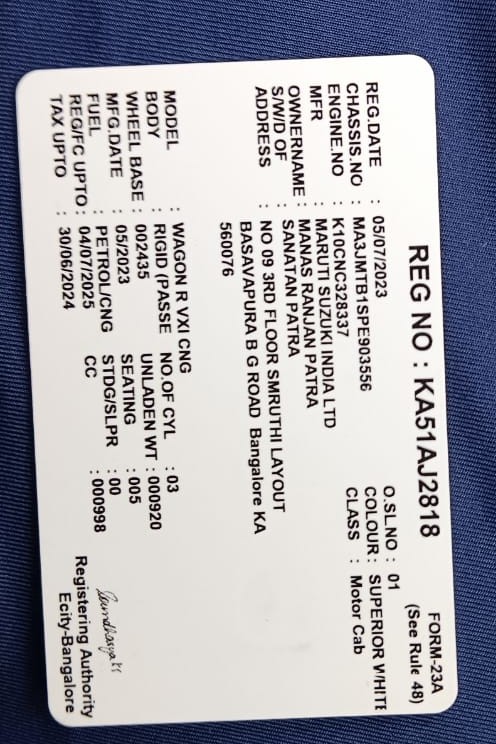 FORM-23A
(See Rule 48)
REG NO : KA51AJ2818
REG.DATE : 05/07/2023 O.SL.NO : 01
CHASSIS.NO : MA3JMTB1SPE903556 COLOUR : SUPERIOR WHITE
ENGINE.NO : K10CNC328337 CLASS : Motor Cab
MFR : MARUTI SUZUKI INDIA LTD
OWNERNAME : MANAS RANJAN PATRA
S/W/D OF : SANATAN PATRA
ADDRESS : NO 09 3RD FLOOR SMRUTHI LAYOUT
BASAVAPURA B G ROAD Bangalore KA
560076
MODEL : WAGON R VXI CNG NO.OF CYL : 03
BODY : RIGID (PASSE UNLADEN WT : 000920
WHEEL BASE : 002435 SEATING : 005
MFG.DATE : 05/2023 STDG/SLPR : 00
FUEL : PETROL/CNG CC : 000998
REG/FC UPTO : 04/07/2025
TAX UPTO : 30/06/2024
Registering Authority
Ecity-Bangalore